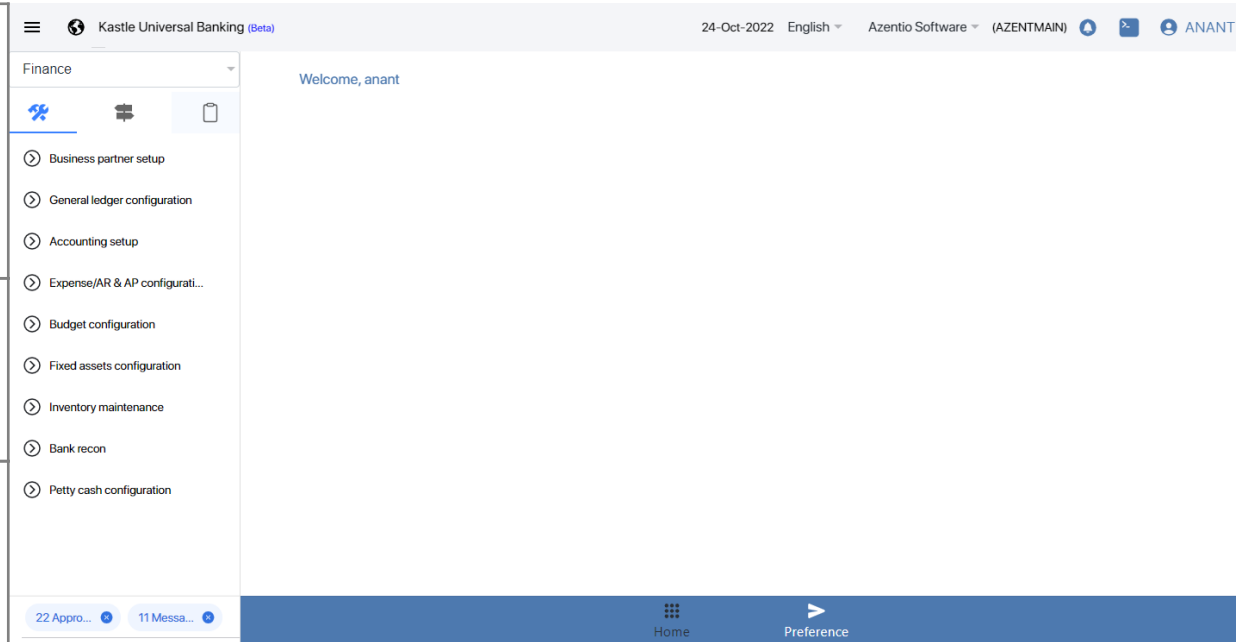 Kastle Universal Banking (Beta)
24-Oct-2022 English Azentio Software (AZENTMAIN) ANANT
Finance
Welcome, anant
Business partner setup
General ledger configuration
Accounting setup
Expense/AR & AP configurati...
Budget configuration
Fixed assets configuration
Inventory maintenance
Bank recon
Petty cash configuration
22 Appro... 11 Messa...
Home Preference